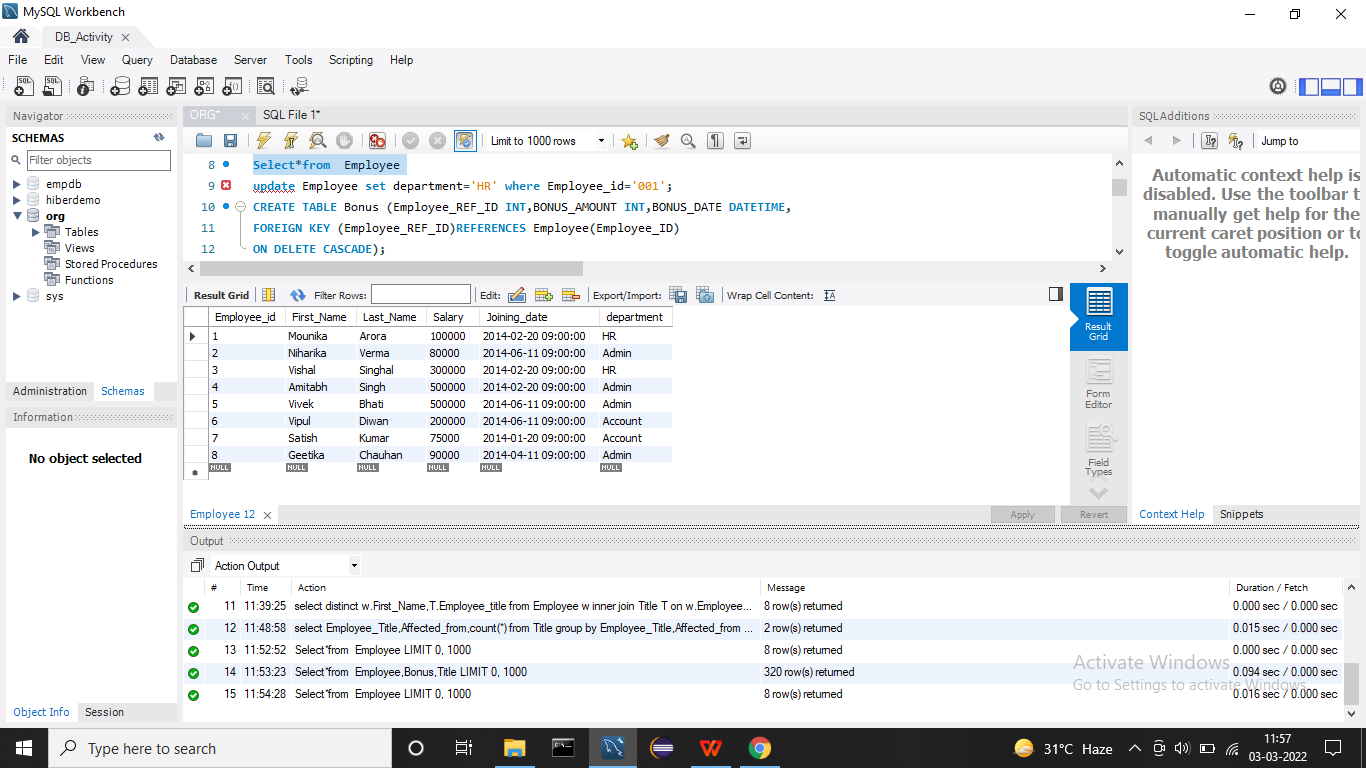 MySQL Workbench
DB_Activity
File Edit View Query Database Server Tools Scripting Help
Navigator
SCHEMAS
Filter objects
empdb
hiberdemo
org
Tables
Views
Stored Procedures
Functions
sys
Administration Schemas
Information
No object selected
Object Info Session
ORG* SQL File 1*
Limit to 1000 rows
8 Select*from Employee
9 update Employee set department='HR' where Employee_id='001';
10 CREATE TABLE Bonus (Employee_REF_ID INT,BONUS_AMOUNT INT,BONUS_DATE DATETIME,
11 FOREIGN KEY (Employee_REF_ID)REFERENCES Employee(Employee_ID)
12 ON DELETE CASCADE);
Result Grid Filter Rows: Edit: Export/Import: Wrap Cell Content: IA
Employee_id First_Name Last_Name Salary Joining_date department
1 Mounika Arora 100000 2014-02-20 09:00:00 HR
2 Niharika Verma 80000 2014-06-11 09:00:00 Admin
3 Vishal Singhal 300000 2014-02-20 09:00:00 HR
4 Amitabh Singh 500000 2014-02-20 09:00:00 Admin
5 Vivek Bhati 500000 2014-06-11 09:00:00 Admin
6 Vipul Diwan 200000 2014-06-11 09:00:00 Account
7 Satish Kumar 75000 2014-01-20 09:00:00 Account
8 Geetika Chauhan 90000 2014-04-11 09:00:00 Admin
NULL NULL NULL NULL NULL NULL
Result
Grid
Form
Editor
Field
Types
Employee 12
Apply Revert
SQLAdditions
Jump to
Automatic context help is
disabled. Use the toolbar t
manually get help for the
current caret position or to
toggle automatic help.
Context Help Snippets
Output
Action Output
# Time Action Message Duration / Fetch
11 11:39:25 select distinct w.First_Name,T.Employee_title from Employee w inner join Title T on w.Employee... 8 row(s) returned 0.000 sec / 0.000 sec
12 11:48:58 select Employee_Title,Affected_from,count(*) from Title group by Employee_Title,Affected_from ... 2 row(s) returned 0.015 sec / 0.000 sec
13 11:52:52 Select*from Employee LIMIT 0, 1000 8 row(s) returned 0.000 sec / 0.000 sec
14 11:53:23 Select*from Employee,Bonus,Title LIMIT 0, 1000 320 row(s) returned 0.094 sec / 0.000 sec
15 11:54:28 Select*from Employee LIMIT 0, 1000 8 row(s) returned 0.016 sec / 0.000 sec
Activate Windows
Go to Settings to activate Windows.
Type here to search
31°C Haze
11:57
03-03-2022